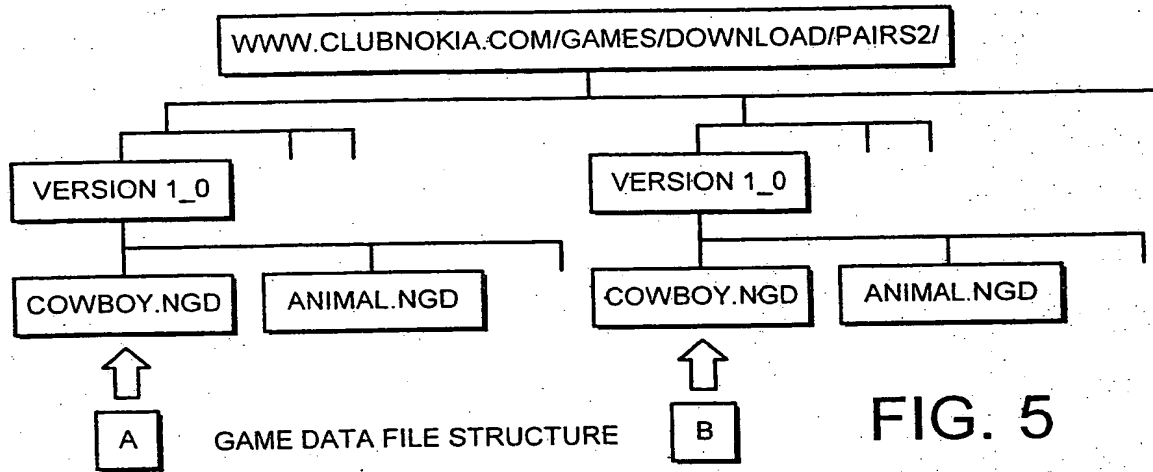 WWW.CLUBNOKIA.COM/GAMES/DOWNLOAD/PAIRS2/
VERSION 1_0
VERSION 1_0
COWBOY.NGD
ANIMAL.NGD
COWBOY.NGD
ANIMAL.NGD
A
GAME DATA FILE STRUCTURE
B
FIG. 5